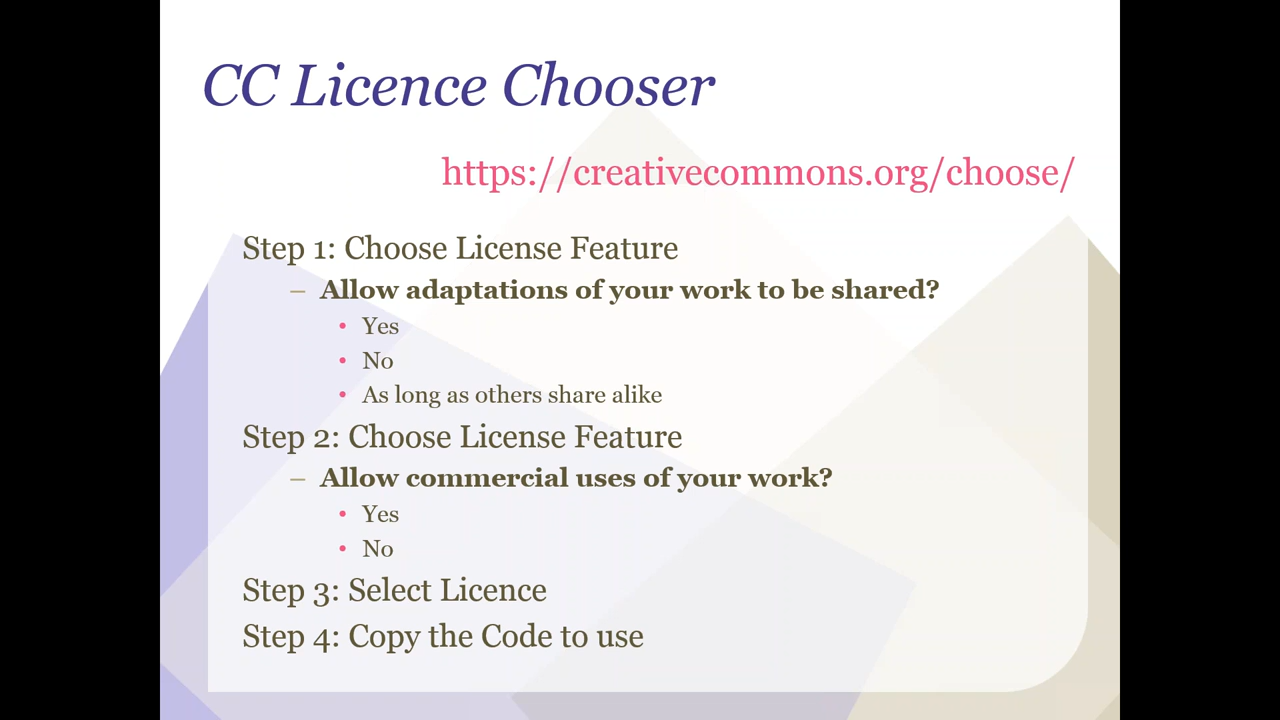 CC Licence Chooser
https://creativecommons.org/choose/
Step 1: Choose License Feature
– Allow adaptations of your work to be shared?
• Yes
• No
• As long as others share alike
Step 2: Choose License Feature
– Allow commercial uses of your work?
• Yes
• No
Step 3: Select Licence
Step 4: Copy the Code to use